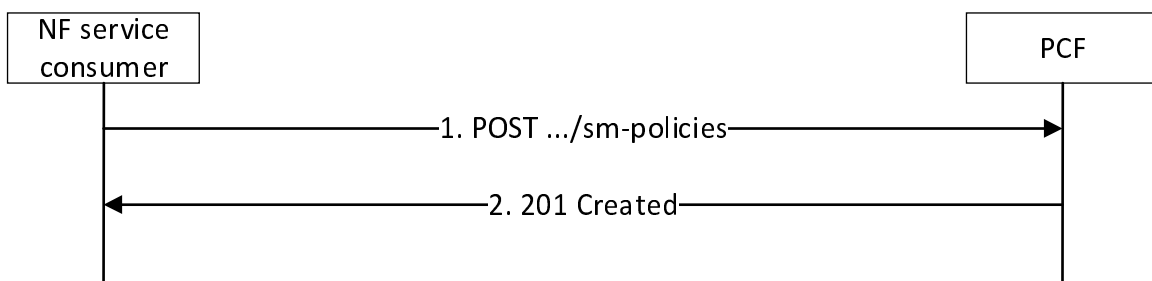 NF service
consumer
PCF
1. POST .../sm-policies
2. 201 Created